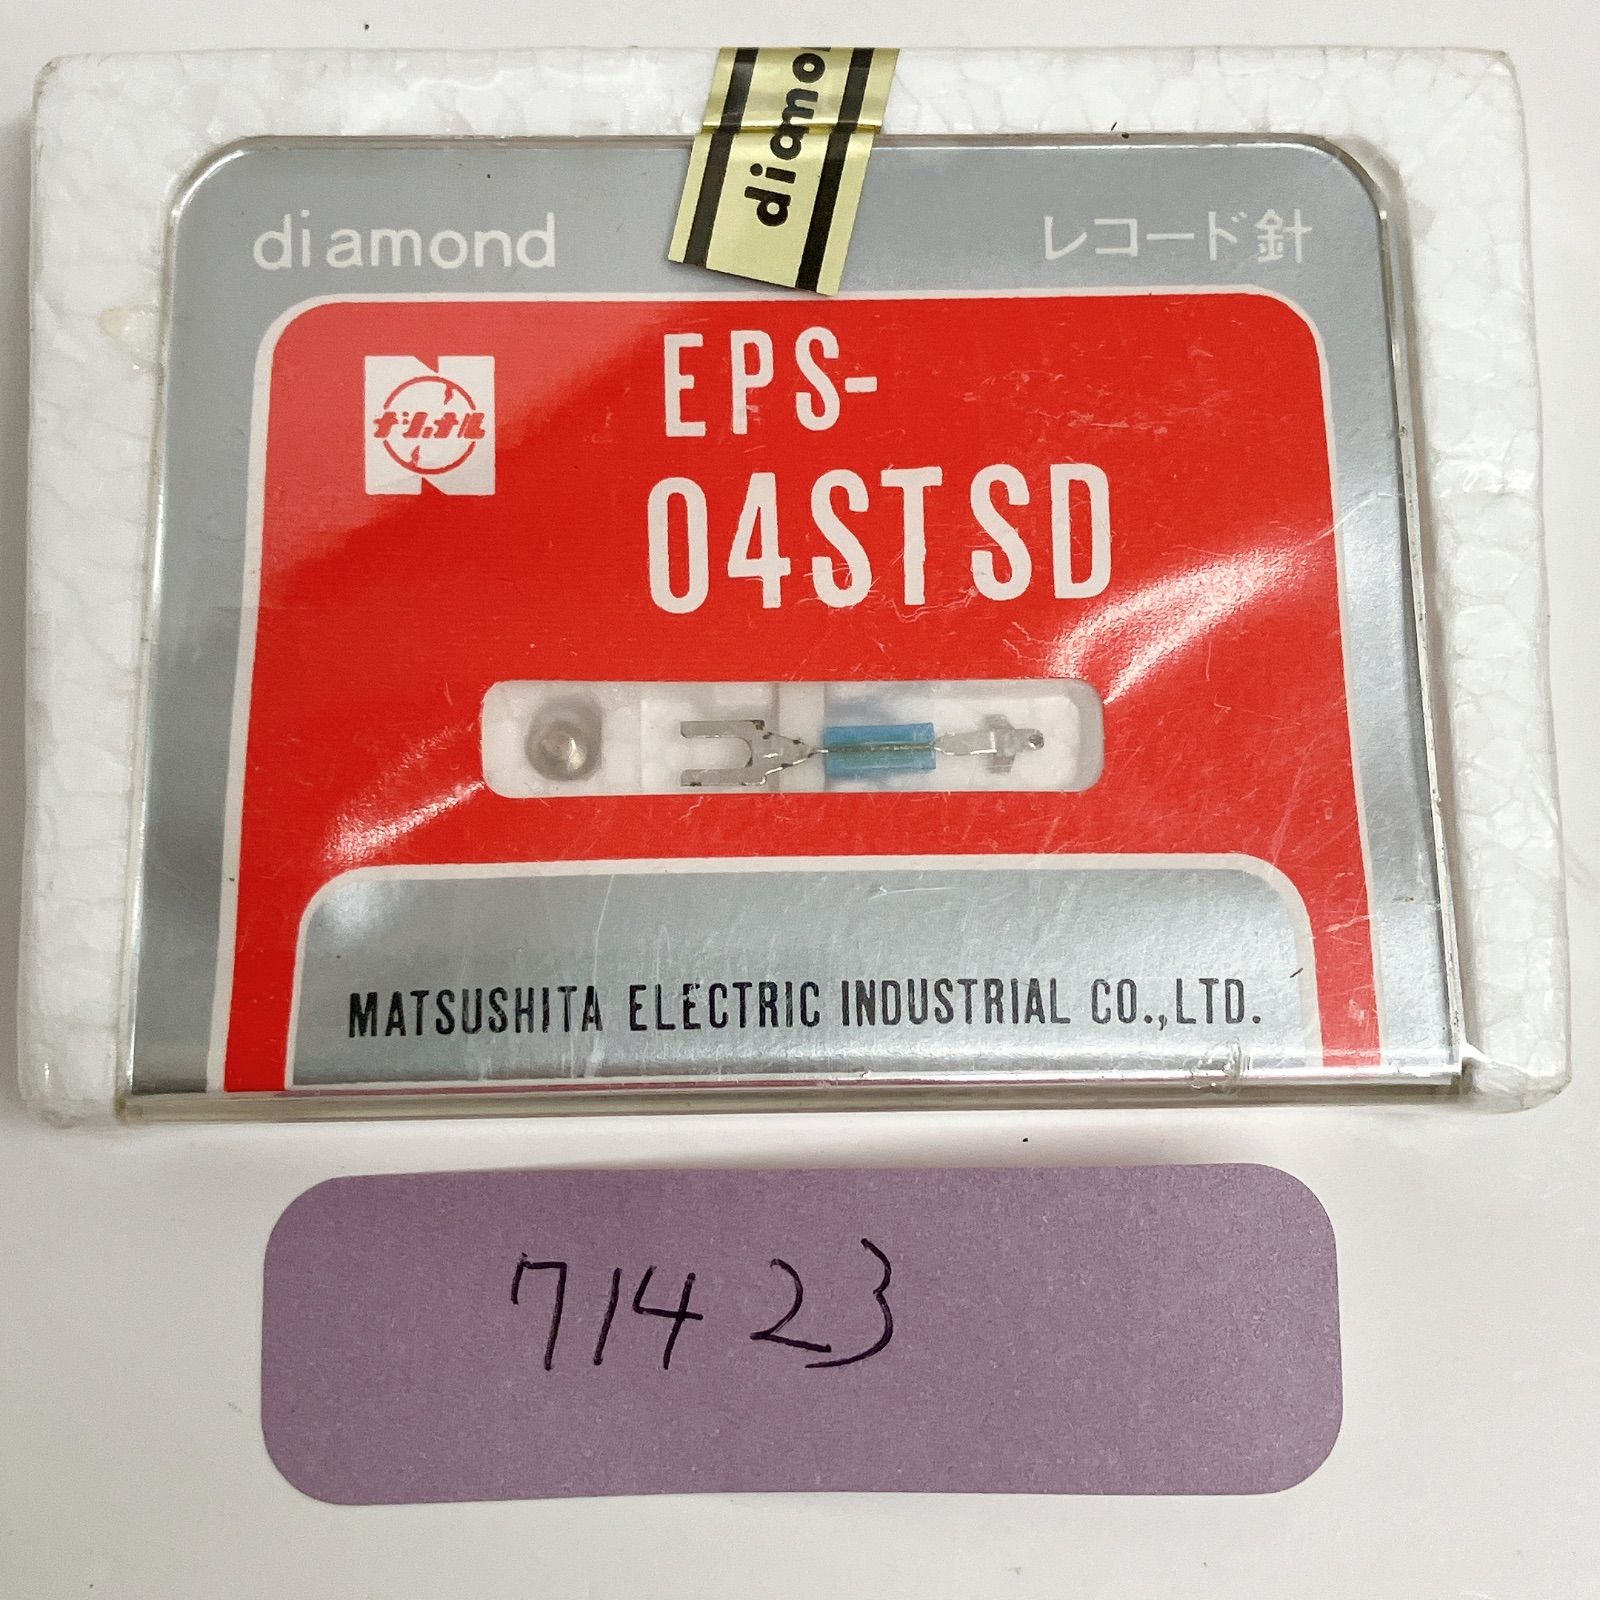 diamo
diamond
レコード針
ナショナル
EPS-
04STSD
MATSUSHITA ELECTRIC INDUSTRIAL CO.,LTD.
71423